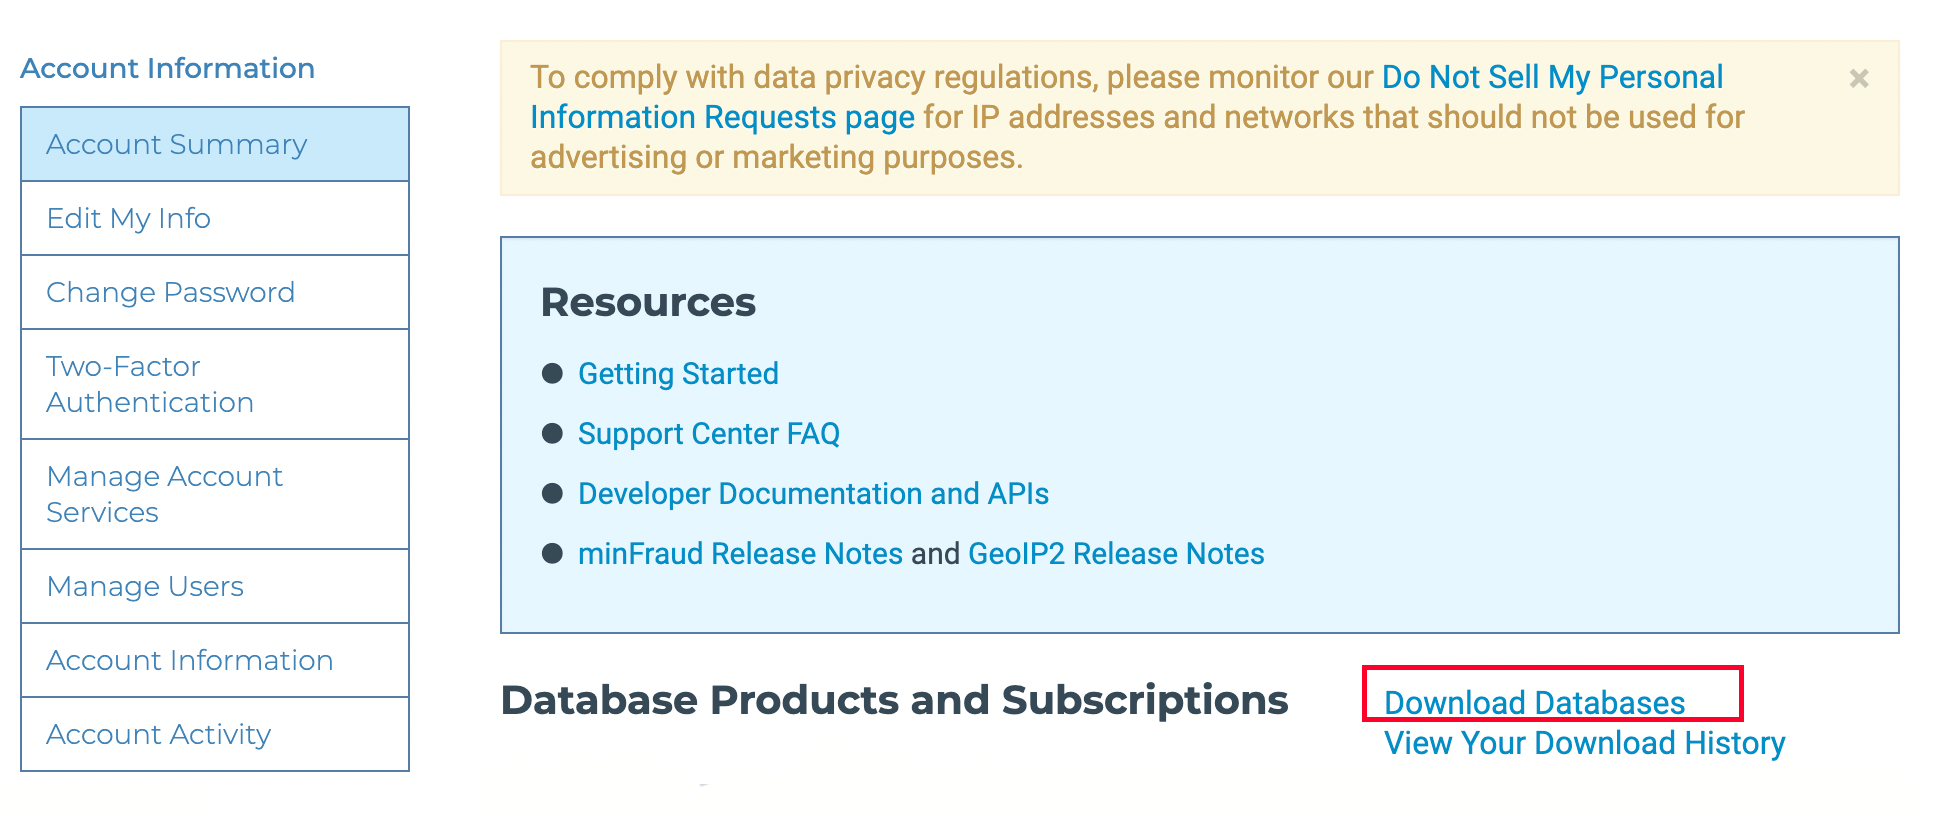 Account Information
Account Summary
Edit My Info
Change Password
Two-Factor
Authentication
Manage Account
Services
Manage Users
Account Information
Account Activity
To comply with data privacy regulations, please monitor our Do Not Sell My Personal
Information Requests page for IP addresses and networks that should not be used for
advertising or marketing purposes.
×
Resources
● Getting Started
● Support Center FAQ
● Developer Documentation and APIs
● minFraud Release Notes and GeoIP2 Release Notes
Database Products and Subscriptions
Download Databases
View Your Download History